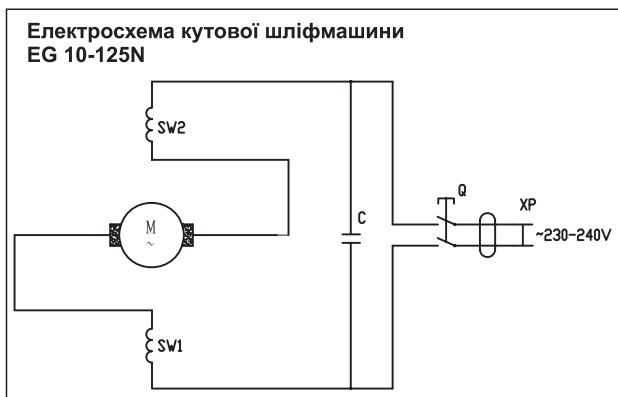 Електросхема кутової шліфмашини
EG 10-125N
SW2
Q
XP
C
M
~
~230-240V
SW1